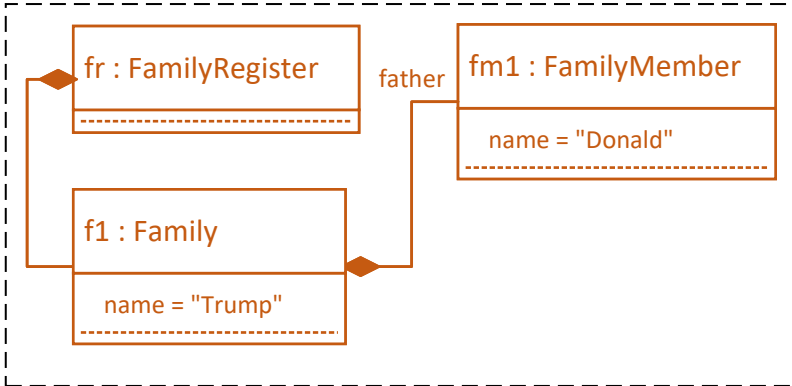 fr : FamilyRegister
father
fm1 : FamilyMember
name = "Donald"
f1 : Family
name = "Trump"